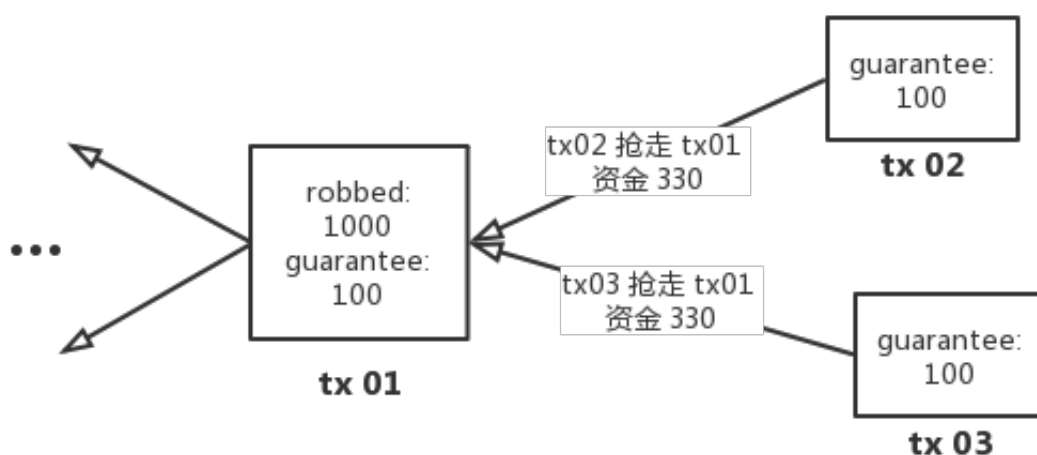 guarantee:
100
tx 02
tx02 抢走 tx01
资金 330
robbed:
1000
guarantee:
100
tx 01
tx03 抢走 tx01
资金 330
guarantee:
100
tx 03